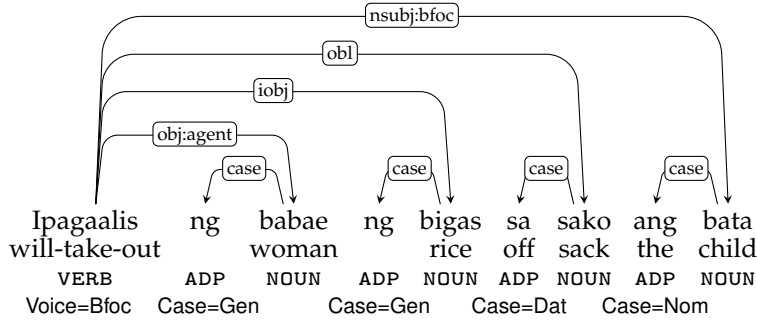 nsubj:bfoc
obl
iobj
obj:agent
case case case case
Ipagaalis ng babae ng bigas sa sako ang bata
will-take-out woman rice off sack the child
VERB ADP NOUN ADP NOUN ADP NOUN ADP NOUN
Voice=Bfoc Case=Gen Case=Gen Case=Dat Case=Nom